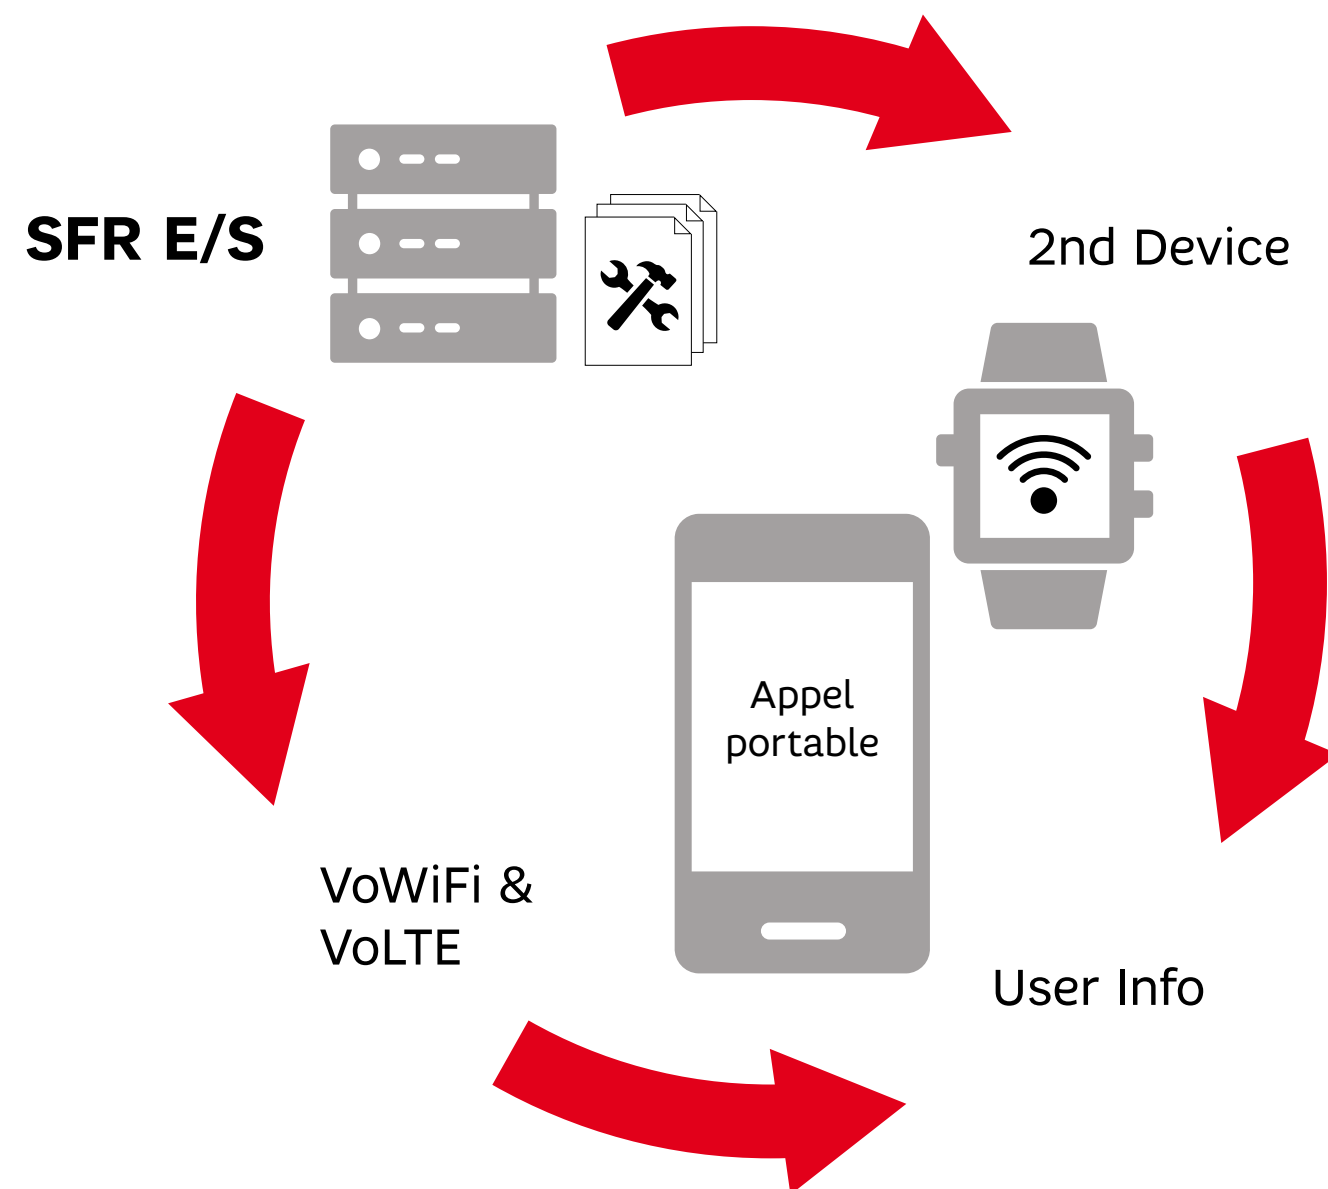 SFR E/S
2nd Device
Appel
portable
VoWiFi &
VoLTE
User Info